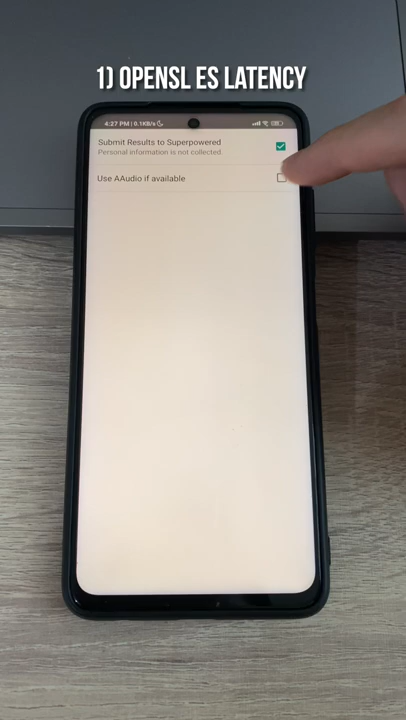 1) OPENSL ES LATENCY
4:27 PM | 0.1KB/s
Submit Results to Superpowered
Personal information is not collected.
Use AAudio if available